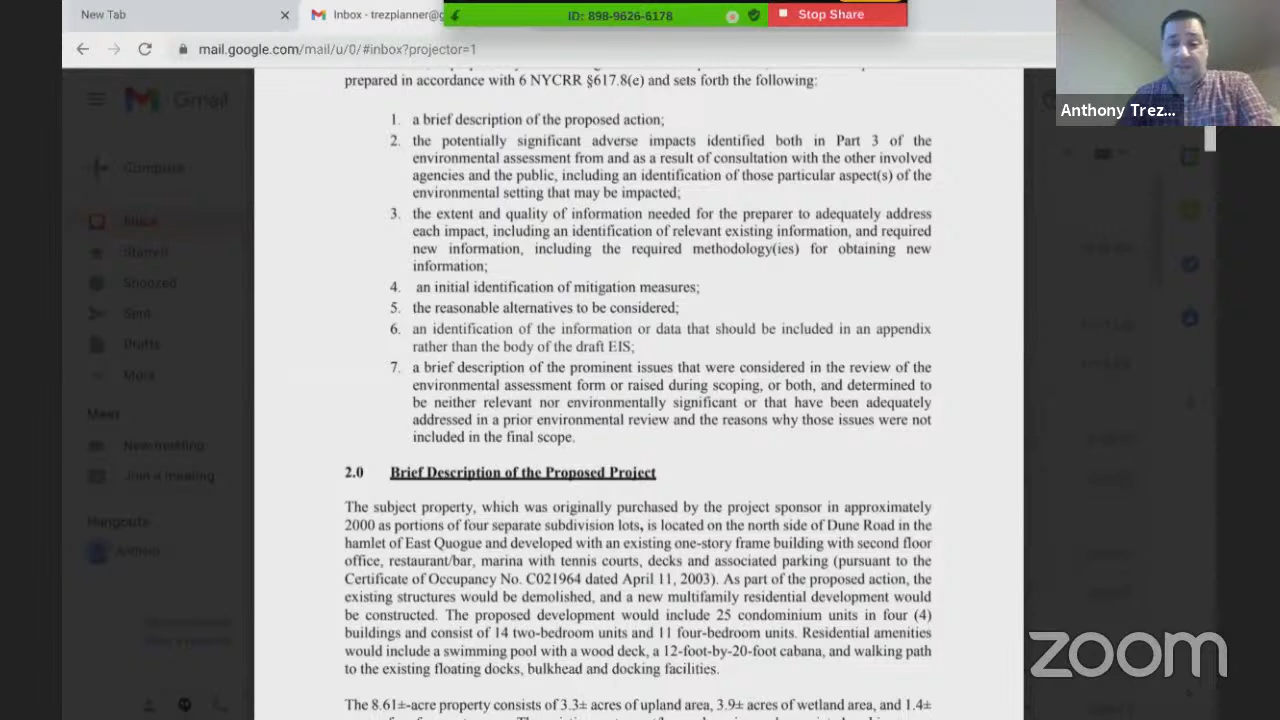 New Tab
Inbox - trezplanner@g
ID: 898-9626-6178
Stop Share
mail.google.com/mail/u/0/#inbox?projector=1
Anthony Trez...
Gmail
Compose
Inbox
Starred
Snoozed
Sent
Drafts
More
Meet
New meeting
Join a meeting
Hangouts
prepared in accordance with 6 NYCRR §617.8(e) and sets forth the following:
1. a brief description of the proposed action;
2. the potentially significant adverse impacts identified both in Part 3 of the
environmental assessment from and as a result of consultation with the other involved
agencies and the public, including an identification of those particular aspect(s) of the
environmental setting that may be impacted;
3. the extent and quality of information needed for the preparer to adequately address
each impact, including an identification of relevant existing information, and required
new information, including the required methodology(ies) for obtaining new
information;
4. an initial identification of mitigation measures;
5. the reasonable alternatives to be considered;
6. an identification of the information or data that should be included in an appendix
rather than the body of the draft EIS;
7. a brief description of the prominent issues that were considered in the review of the
environmental assessment form or raised during scoping, or both, and determined to
be neither relevant nor environmentally significant or that have been adequately
addressed in a prior environmental review and the reasons why those issues were not
included in the final scope.
2.0 Brief Description of the Proposed Project
The subject property, which was originally purchased by the project sponsor in approximately
2000 as portions of four separate subdivision lots, is located on the north side of Dune Road in the
hamlet of East Quogue and developed with an existing one-story frame building with second floor
office, restaurant/bar, marina with tennis courts, decks and associated parking (pursuant to the
Certificate of Occupancy No. C021964 dated April 11, 2003). As part of the proposed action, the
existing structures would be demolished, and a new multifamily residential development would
be constructed. The proposed development would include 25 condominium units in four (4)
buildings and consist of 14 two-bedroom units and 11 four-bedroom units. Residential amenities
would include a swimming pool with a wood deck, a 12-foot-by-20-foot cabana, and walking path
to the existing floating docks, bulkhead and docking facilities.
The 8.61±-acre property consists of 3.3± acres of upland area, 3.9± acres of wetland area, and 1.4±
zoom